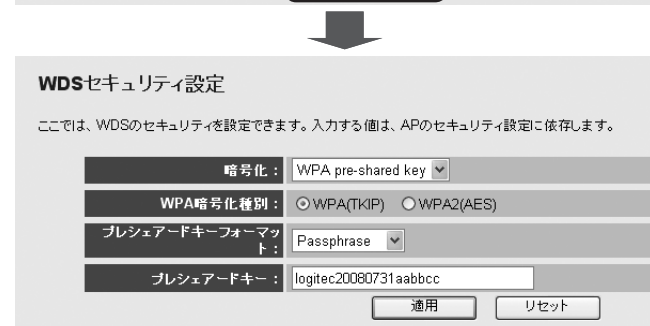 WDSセキュリティ設定
ここでは、WDSのセキュリティを設定できます。入力する値は、APのセキュリティ設定に依存します。
暗号化： WPA pre-shared key
WPA暗号化種別： WPA(TKIP) WPA2(AES)
プレシェアードキーフォーマット： Passphrase
プレシェアードキー： logitec20080731aabbcc
適用 リセット